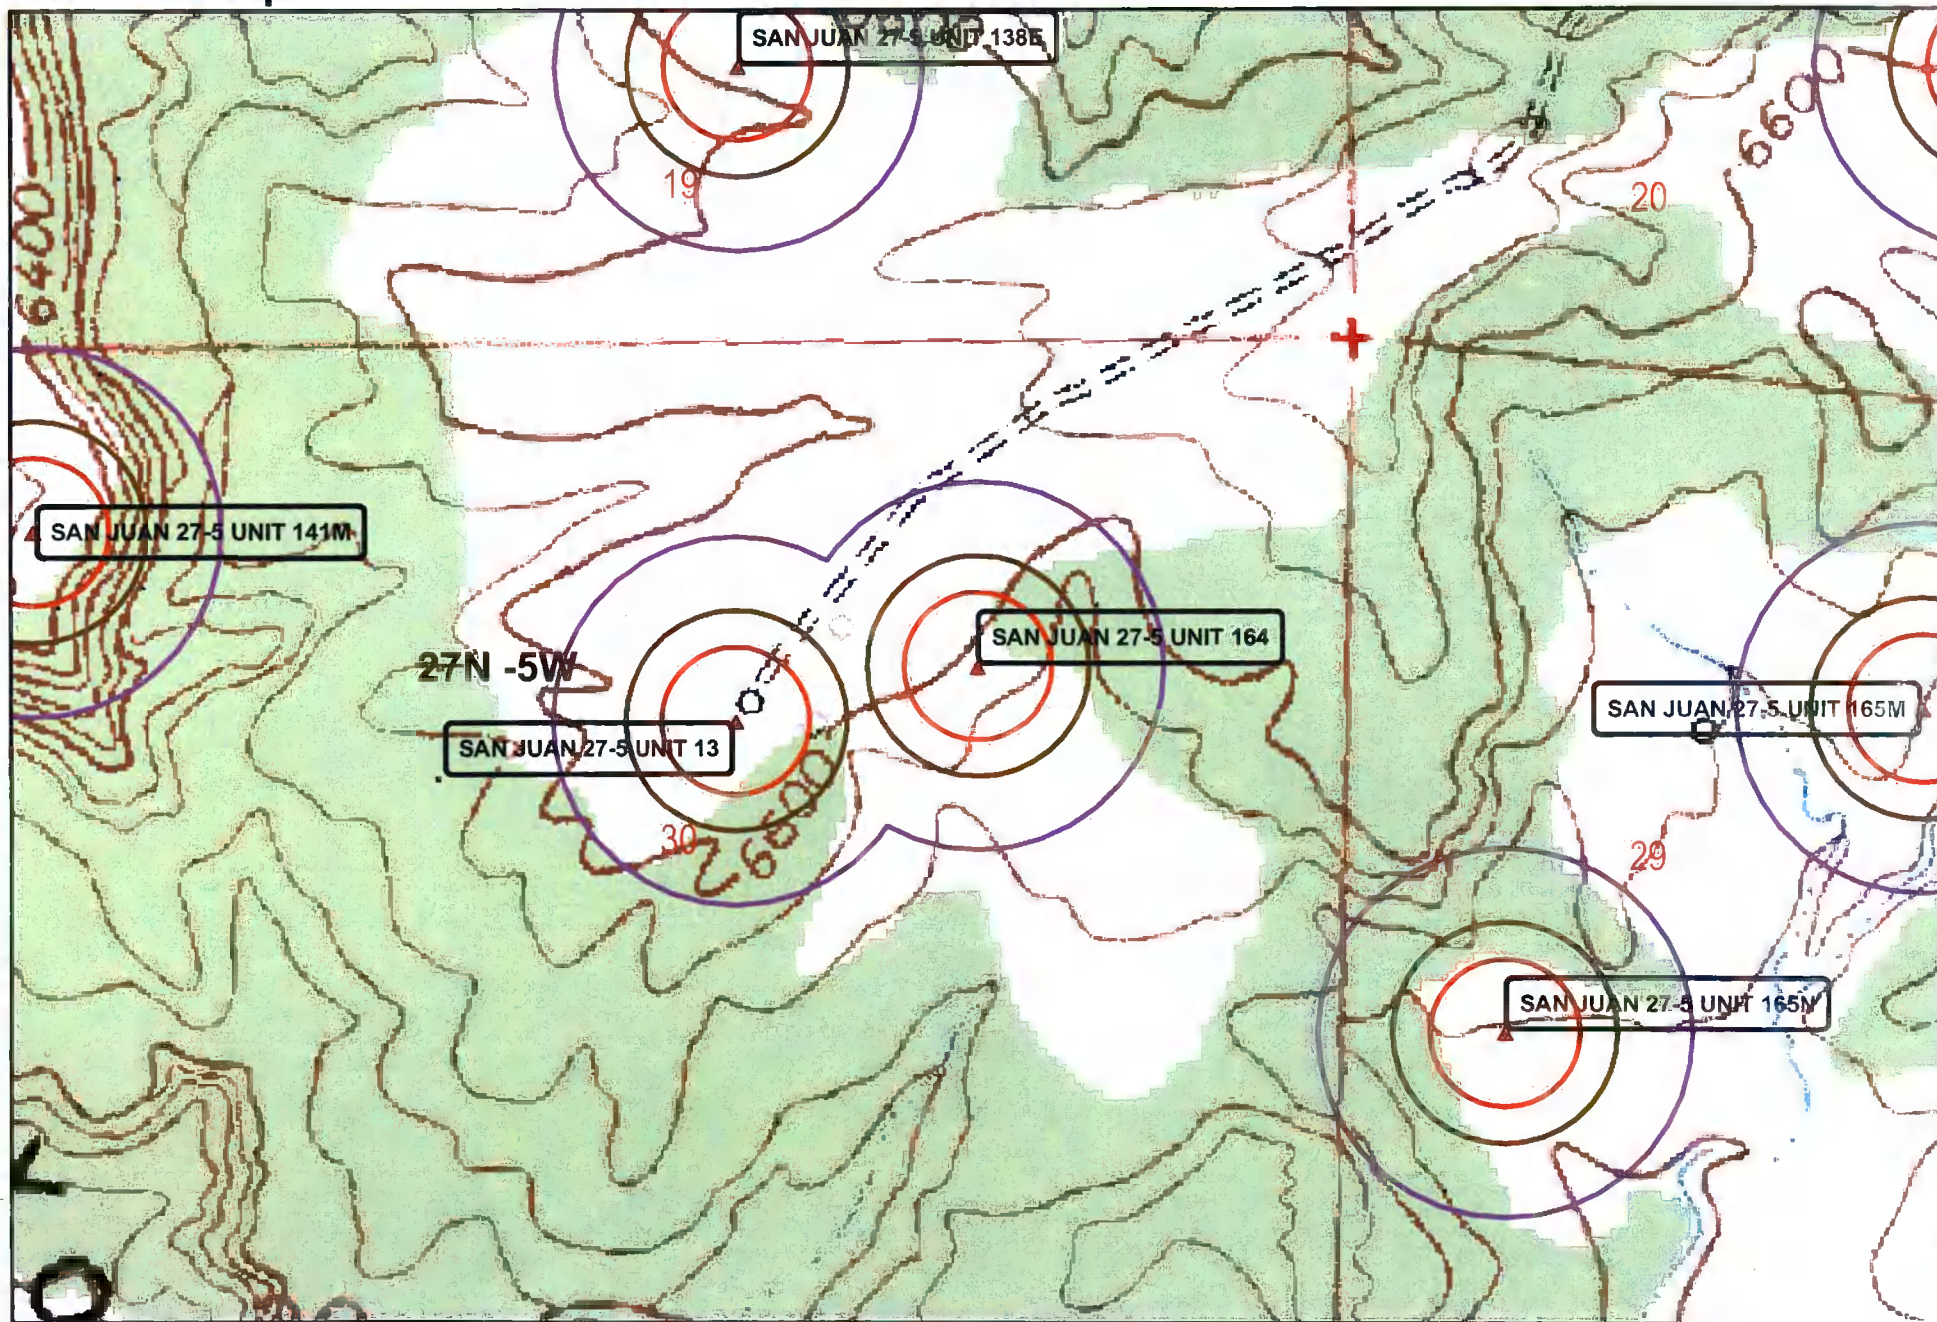 SAN JUAN 27-5 UNIT 138E
6600
19
20
6400
SAN JUAN 27-5 UNIT 141M
SAN JUAN 27-5 UNIT 164
27N -5W
SAN JUAN 27-5 UNIT 165M
SAN JUAN 27-5 UNIT 13
6600
30
29
SAN JUAN 27-5 UNIT 165N